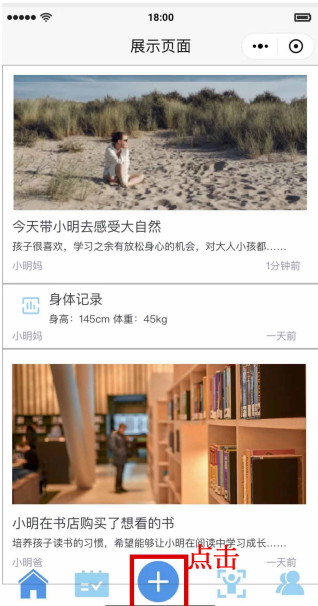 18:00
展示页面
今天带小明去感受大自然
孩子很喜欢，学习之余有放松身心的机会，对大人小孩都……
小明妈 1分钟前
身体记录
身高：145cm 体重：45kg
小明妈 一天前
小明在书店购买了想看的书
培养孩子读书的习惯，希望能够让小明在阅读中学习成长…
小明爸 一天前
点击